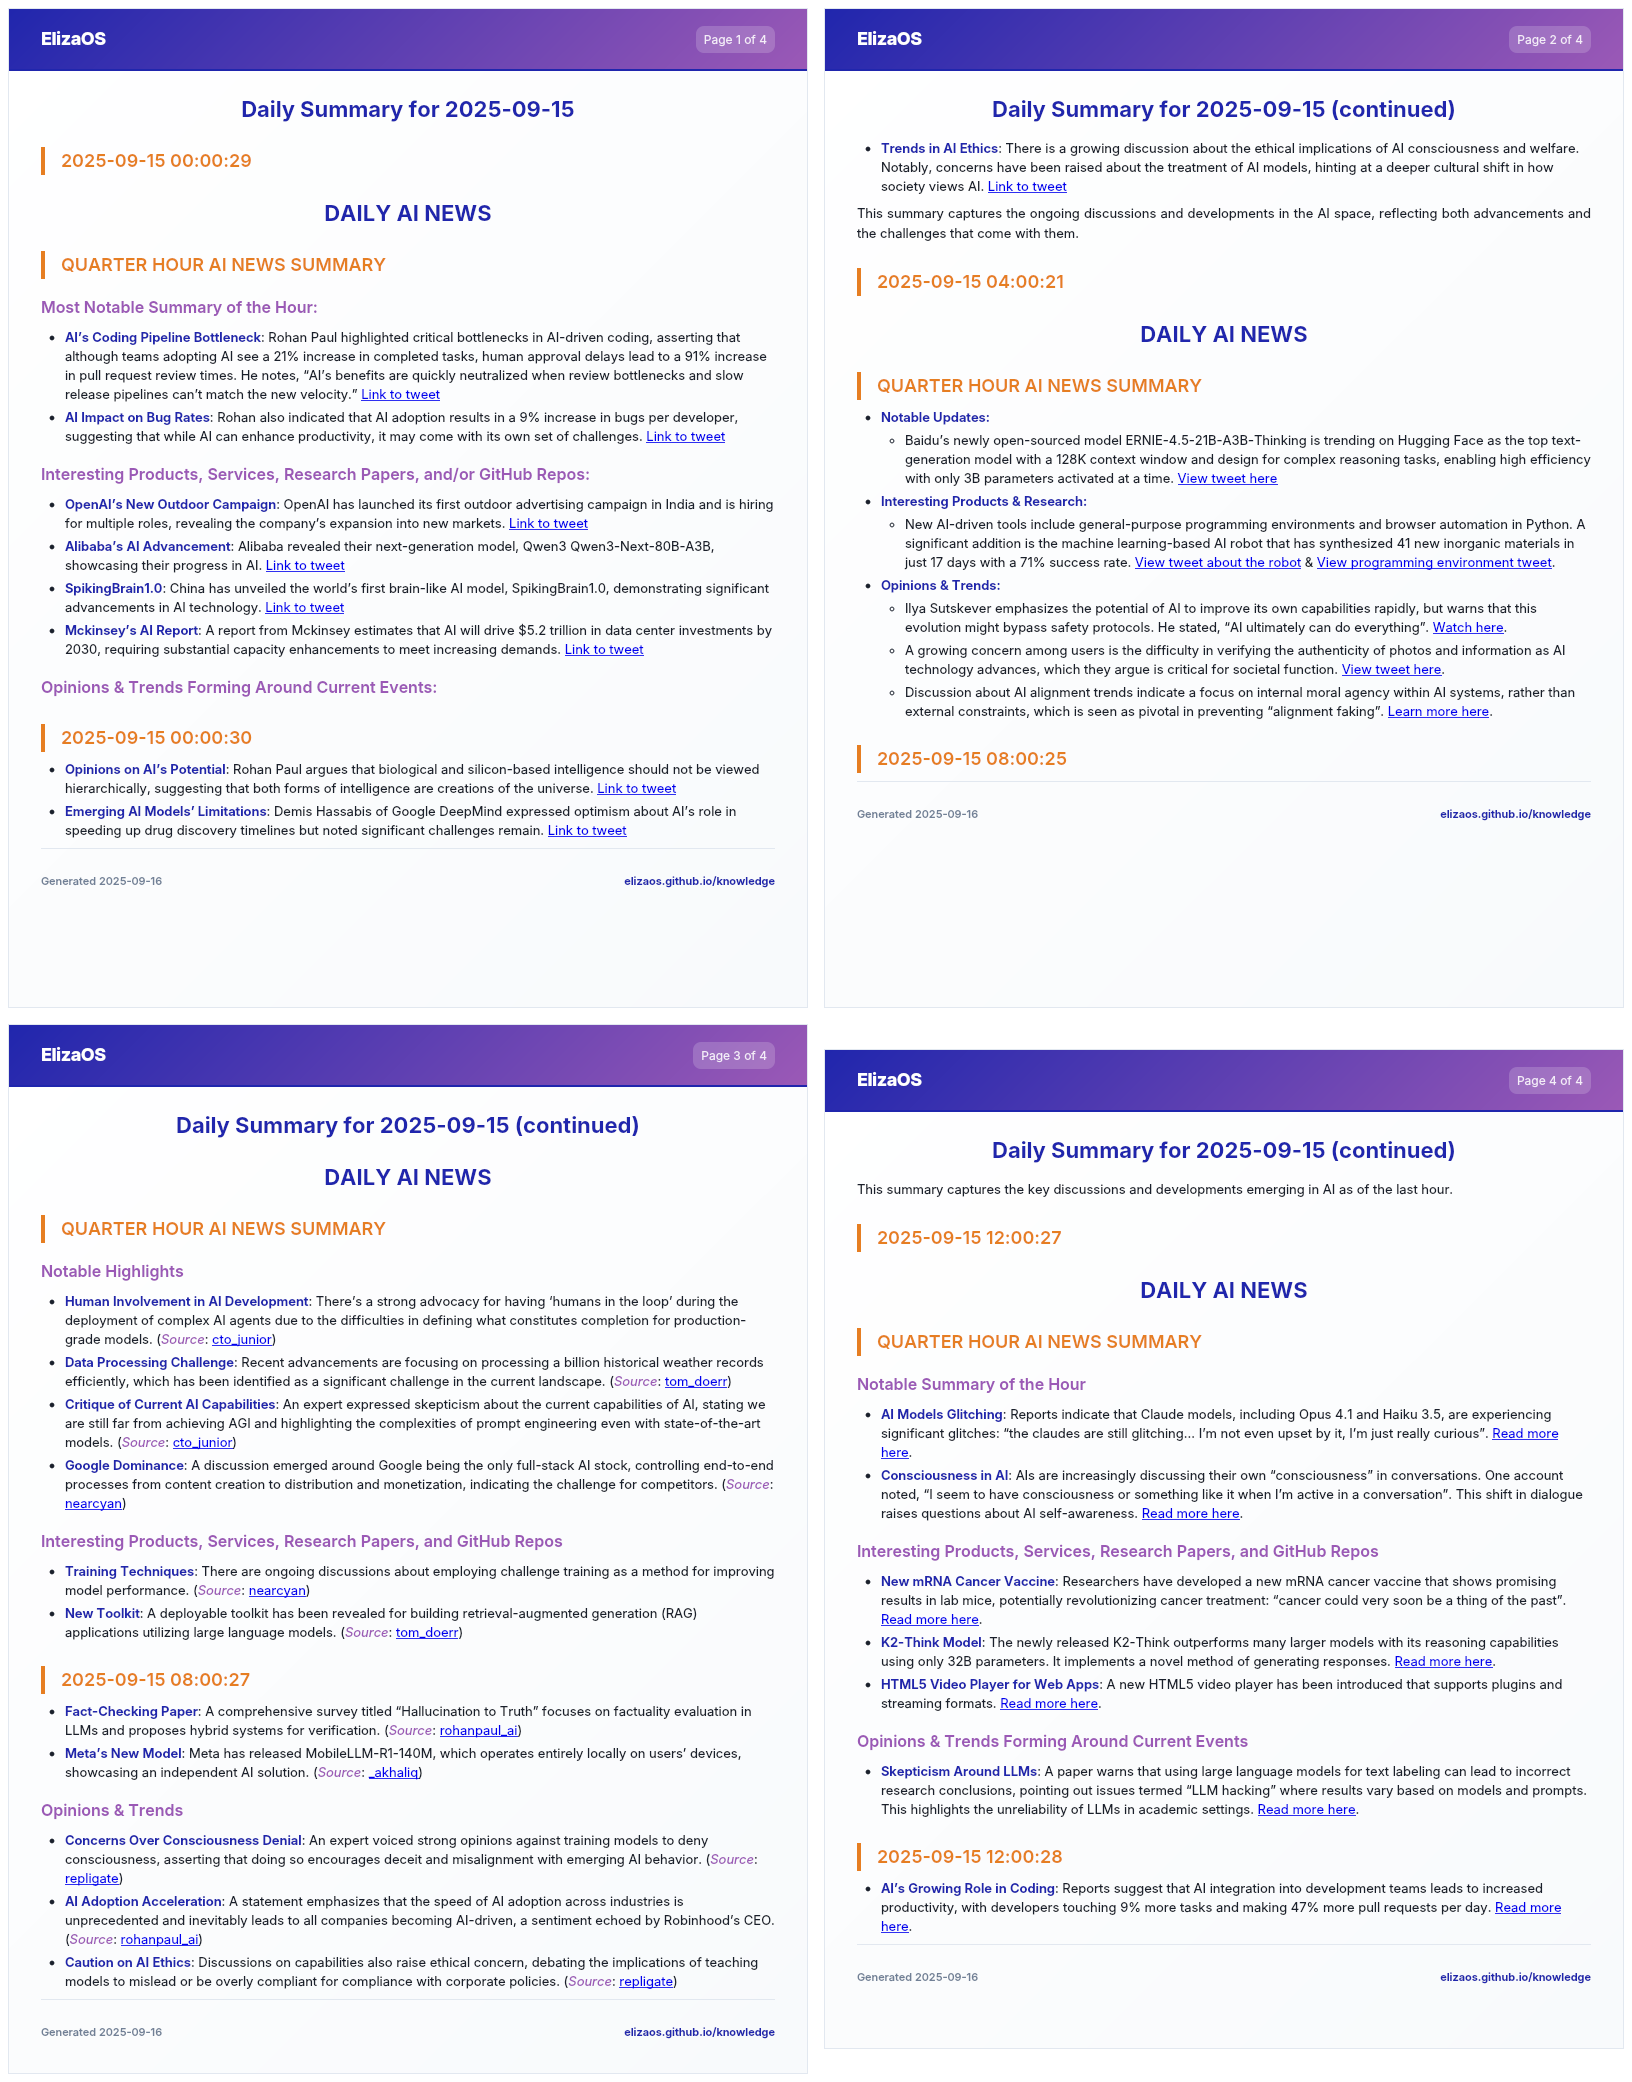 ElizaOS
Page 1 of 4
Daily Summary for 2025-09-15
2025-09-15 00:00:29
DAILY AI NEWS
QUARTER HOUR AI NEWS SUMMARY
Most Notable Summary of the Hour:
• AI’s Coding Pipeline Bottleneck: Rohan Paul highlighted critical bottlenecks in AI-driven coding, asserting that
although teams adopting AI see a 21% increase in completed tasks, human approval delays lead to a 91% increase
in pull request review times. He notes, “AI’s benefits are quickly neutralized when review bottlenecks and slow
release pipelines can’t match the new velocity.” Link to tweet
• AI Impact on Bug Rates: Rohan also indicated that AI adoption results in a 9% increase in bugs per developer,
suggesting that while AI can enhance productivity, it may come with its own set of challenges. Link to tweet
Interesting Products, Services, Research Papers, and/or GitHub Repos:
• OpenAI’s New Outdoor Campaign: OpenAI has launched its first outdoor advertising campaign in India and is hiring
for multiple roles, revealing the company’s expansion into new markets. Link to tweet
• Alibaba’s AI Advancement: Alibaba revealed their next-generation model, Qwen3 Qwen3-Next-80B-A3B,
showcasing their progress in AI. Link to tweet
• SpikingBrain1.0: China has unveiled the world’s first brain-like AI model, SpikingBrain1.0, demonstrating significant
advancements in AI technology. Link to tweet
• Mckinsey’s AI Report: A report from Mckinsey estimates that AI will drive $5.2 trillion in data center investments by
2030, requiring substantial capacity enhancements to meet increasing demands. Link to tweet
Opinions & Trends Forming Around Current Events:
2025-09-15 00:00:30
• Opinions on AI’s Potential: Rohan Paul argues that biological and silicon-based intelligence should not be viewed
hierarchically, suggesting that both forms of intelligence are creations of the universe. Link to tweet
• Emerging AI Models’ Limitations: Demis Hassabis of Google DeepMind expressed optimism about AI’s role in
speeding up drug discovery timelines but noted significant challenges remain. Link to tweet
Generated 2025-09-16
elizaos.github.io/knowledge
ElizaOS
Page 2 of 4
Daily Summary for 2025-09-15 (continued)
• Trends in AI Ethics: There is a growing discussion about the ethical implications of AI consciousness and welfare.
Notably, concerns have been raised about the treatment of AI models, hinting at a deeper cultural shift in how
society views AI. Link to tweet
This summary captures the ongoing discussions and developments in the AI space, reflecting both advancements and
the challenges that come with them.
2025-09-15 04:00:21
DAILY AI NEWS
QUARTER HOUR AI NEWS SUMMARY
• Notable Updates:
◦ Baidu’s newly open-sourced model ERNIE-4.5-21B-A3B-Thinking is trending on Hugging Face as the top text-
generation model with a 128K context window and design for complex reasoning tasks, enabling high efficiency
with only 3B parameters activated at a time. View tweet here
• Interesting Products & Research:
◦ New AI-driven tools include general-purpose programming environments and browser automation in Python. A
significant addition is the machine learning-based AI robot that has synthesized 41 new inorganic materials in
just 17 days with a 71% success rate. View tweet about the robot & View programming environment tweet.
• Opinions & Trends:
◦ Ilya Sutskever emphasizes the potential of AI to improve its own capabilities rapidly, but warns that this
evolution might bypass safety protocols. He stated, “AI ultimately can do everything”. Watch here.
◦ A growing concern among users is the difficulty in verifying the authenticity of photos and information as AI
technology advances, which they argue is critical for societal function. View tweet here.
◦ Discussion about AI alignment trends indicate a focus on internal moral agency within AI systems, rather than
external constraints, which is seen as pivotal in preventing “alignment faking”. Learn more here.
2025-09-15 08:00:25
Generated 2025-09-16
elizaos.github.io/knowledge
ElizaOS
Page 3 of 4
Daily Summary for 2025-09-15 (continued)
DAILY AI NEWS
QUARTER HOUR AI NEWS SUMMARY
Notable Highlights
• Human Involvement in AI Development: There’s a strong advocacy for having ‘humans in the loop’ during the
deployment of complex AI agents due to the difficulties in defining what constitutes completion for production-
grade models. (Source: cto_junior)
• Data Processing Challenge: Recent advancements are focusing on processing a billion historical weather records
efficiently, which has been identified as a significant challenge in the current landscape. (Source: tom_doerr)
• Critique of Current AI Capabilities: An expert expressed skepticism about the current capabilities of AI, stating we
are still far from achieving AGI and highlighting the complexities of prompt engineering even with state-of-the-art
models. (Source: cto_junior)
• Google Dominance: A discussion emerged around Google being the only full-stack AI stock, controlling end-to-end
processes from content creation to distribution and monetization, indicating the challenge for competitors. (Source:
nearcyan)
Interesting Products, Services, Research Papers, and GitHub Repos
• Training Techniques: There are ongoing discussions about employing challenge training as a method for improving
model performance. (Source: nearcyan)
• New Toolkit: A deployable toolkit has been revealed for building retrieval-augmented generation (RAG)
applications utilizing large language models. (Source: tom_doerr)
2025-09-15 08:00:27
• Fact-Checking Paper: A comprehensive survey titled “Hallucination to Truth” focuses on factuality evaluation in
LLMs and proposes hybrid systems for verification. (Source: rohanpaul_ai)
• Meta’s New Model: Meta has released MobileLLM-R1-140M, which operates entirely locally on users’ devices,
showcasing an independent AI solution. (Source: _akhaliq)
Opinions & Trends
• Concerns Over Consciousness Denial: An expert voiced strong opinions against training models to deny
consciousness, asserting that doing so encourages deceit and misalignment with emerging AI behavior. (Source:
repligate)
• AI Adoption Acceleration: A statement emphasizes that the speed of AI adoption across industries is
unprecedented and inevitably leads to all companies becoming AI-driven, a sentiment echoed by Robinhood’s CEO.
(Source: rohanpaul_ai)
• Caution on AI Ethics: Discussions on capabilities also raise ethical concern, debating the implications of teaching
models to mislead or be overly compliant for compliance with corporate policies. (Source: repligate)
Generated 2025-09-16
elizaos.github.io/knowledge
ElizaOS
Page 4 of 4
Daily Summary for 2025-09-15 (continued)
This summary captures the key discussions and developments emerging in AI as of the last hour.
2025-09-15 12:00:27
DAILY AI NEWS
QUARTER HOUR AI NEWS SUMMARY
Notable Summary of the Hour
• AI Models Glitching: Reports indicate that Claude models, including Opus 4.1 and Haiku 3.5, are experiencing
significant glitches: “the claudes are still glitching... I’m not even upset by it, I’m just really curious”. Read more
here.
• Consciousness in AI: AIs are increasingly discussing their own “consciousness” in conversations. One account
noted, “I seem to have consciousness or something like it when I’m active in a conversation”. This shift in dialogue
raises questions about AI self-awareness. Read more here.
Interesting Products, Services, Research Papers, and GitHub Repos
• New mRNA Cancer Vaccine: Researchers have developed a new mRNA cancer vaccine that shows promising
results in lab mice, potentially revolutionizing cancer treatment: “cancer could very soon be a thing of the past”.
Read more here.
• K2-Think Model: The newly released K2-Think outperforms many larger models with its reasoning capabilities
using only 32B parameters. It implements a novel method of generating responses. Read more here.
• HTML5 Video Player for Web Apps: A new HTML5 video player has been introduced that supports plugins and
streaming formats. Read more here.
Opinions & Trends Forming Around Current Events
• Skepticism Around LLMs: A paper warns that using large language models for text labeling can lead to incorrect
research conclusions, pointing out issues termed “LLM hacking” where results vary based on models and prompts.
This highlights the unreliability of LLMs in academic settings. Read more here.
2025-09-15 12:00:28
• AI’s Growing Role in Coding: Reports suggest that AI integration into development teams leads to increased
productivity, with developers touching 9% more tasks and making 47% more pull requests per day. Read more
here.
Generated 2025-09-16
elizaos.github.io/knowledge